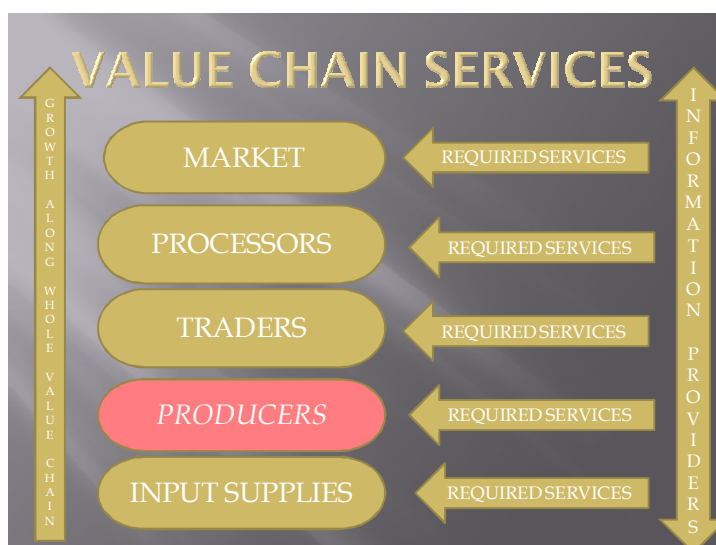 VALUE CHAIN SERVICES
GROWTH ALONG WHOLE VALUE CHAIN
MARKET
REQUIRED SERVICES
PROCESSORS
REQUIRED SERVICES
TRADERS
REQUIRED SERVICES
PRODUCERS
REQUIRED SERVICES
INPUT SUPPLIES
REQUIRED SERVICES
INFORMATION PROVIDERS